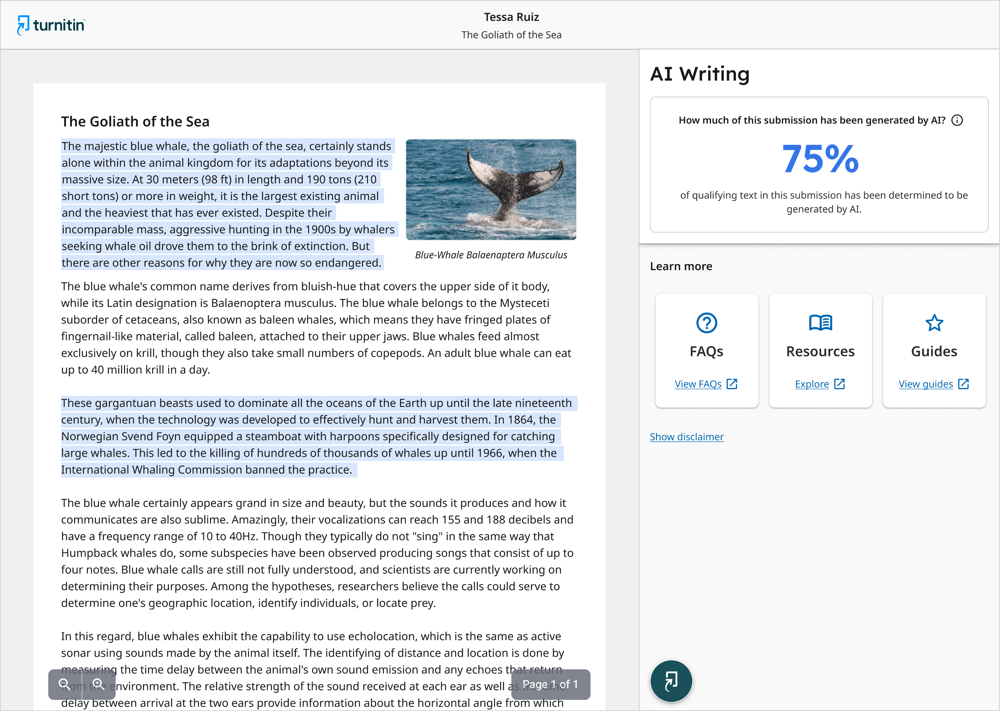 turnitin™
Tessa Ruiz
The Goliath of the Sea
The Goliath of the Sea
The majestic blue whale, the goliath of the sea, certainly stands
alone within the animal kingdom for its adaptations beyond its
massive size. At 30 meters (98 ft) in length and 190 tons (210
short tons) or more in weight, it is the largest existing animal
and the heaviest that has ever existed. Despite their
incomparable mass, aggressive hunting in the 1900s by whalers
seeking whale oil drove them to the brink of extinction. But
there are other reasons for why they are now so endangered.
Blue-Whale Balaenaptera Musculus
The blue whale's common name derives from bluish-hue that covers the upper side of it body,
while its Latin designation is Balaenoptera musculus. The blue whale belongs to the Mysteceti
suborder of cetaceans, also known as baleen whales, which means they have fringed plates of
fingernail-like material, called baleen, attached to their upper jaws. Blue whales feed almost
exclusively on krill, though they also take small numbers of copepods. An adult blue whale can eat
up to 40 million krill in a day.
These gargantuan beasts used to dominate all the oceans of the Earth up until the late nineteenth
century, when the technology was developed to effectively hunt and harvest them. In 1864, the
Norwegian Svend Foyn equipped a steamboat with harpoons specifically designed for catching
large whales. This led to the killing of hundreds of thousands of whales up until 1966, when the
International Whaling Commission banned the practice.
The blue whale certainly appears grand in size and beauty, but the sounds it produces and how it
communicates are also sublime. Amazingly, their vocalizations can reach 155 and 188 decibels and
have a frequency range of 10 to 40Hz. Though they typically do not "sing" in the same way that
Humpback whales do, some subspecies have been observed producing songs that consist of up to
four notes. Blue whale calls are still not fully understood, and scientists are currently working on
determining their purposes. Among the hypotheses, researchers believe the calls could serve to
determine one's geographic location, identify individuals, or locate prey.
In this regard, blue whales exhibit the capability to use echolocation, which is the same as active
sonar using sounds made by the animal itself. The identifying of distance and location is done by
measuring the time delay between the animal's own sound emission and any echoes that return
from the environment. The relative strength of the sound received at each ear as well as the time
delay between arrival at the two ears provide information about the horizontal angle from which
Page 1 of 1
AI Writing
How much of this submission has been generated by AI?
75%
of qualifying text in this submission has been determined to be
generated by AI.
Learn more
FAQs
View FAQs
Resources
Explore
Guides
View guides
Show disclaimer